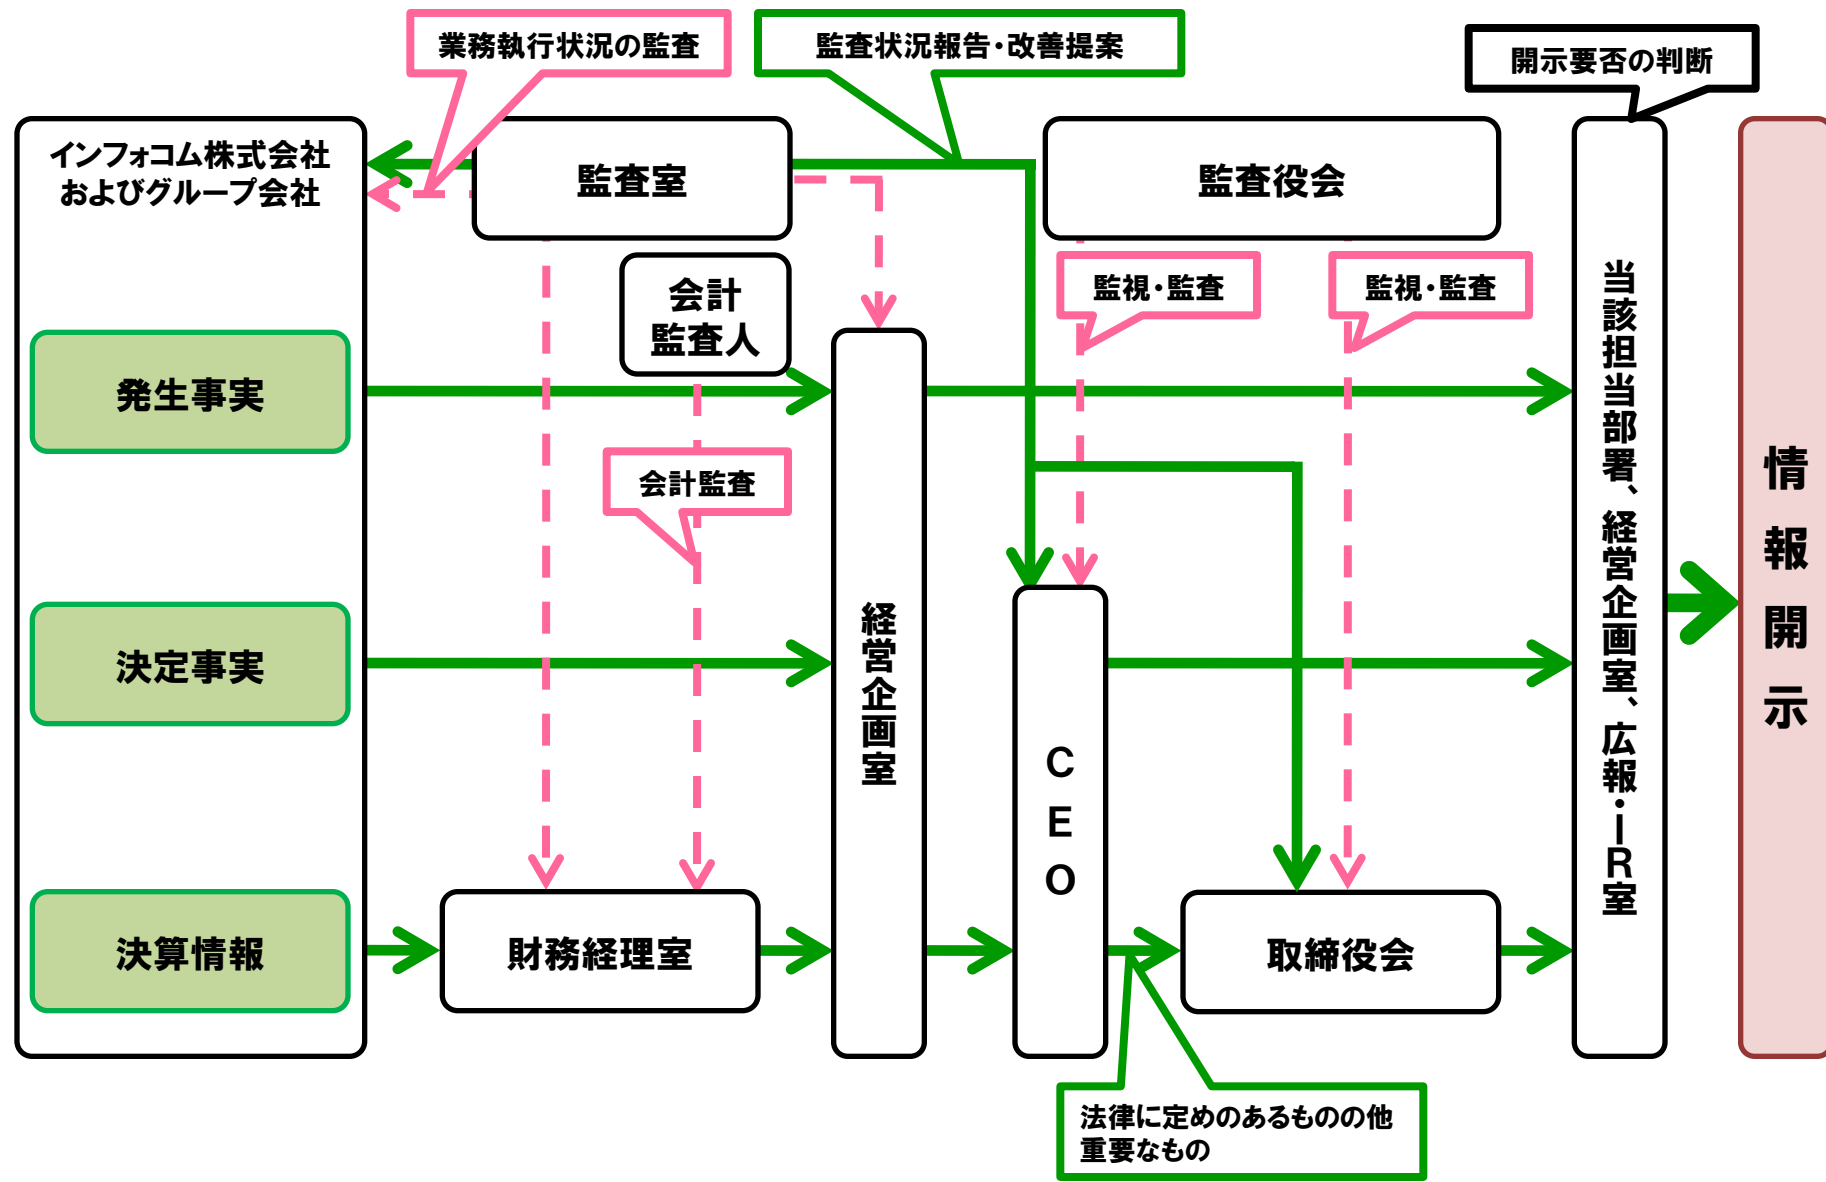 業務執行状況の監査
監査状況報告・改善提案
開示要否の判断
インフォコム株式会社
およびグループ会社
監査室
監査役会
会計
監査人
監視・監査
監視・監査
発生事実
会計監査
決定事実
経営企画室
CEO
決算情報
財務経理室
取締役会
当該担当部署、経営企画室、広報・IR室
情報開示
法律に定めのあるものの他
重要なもの